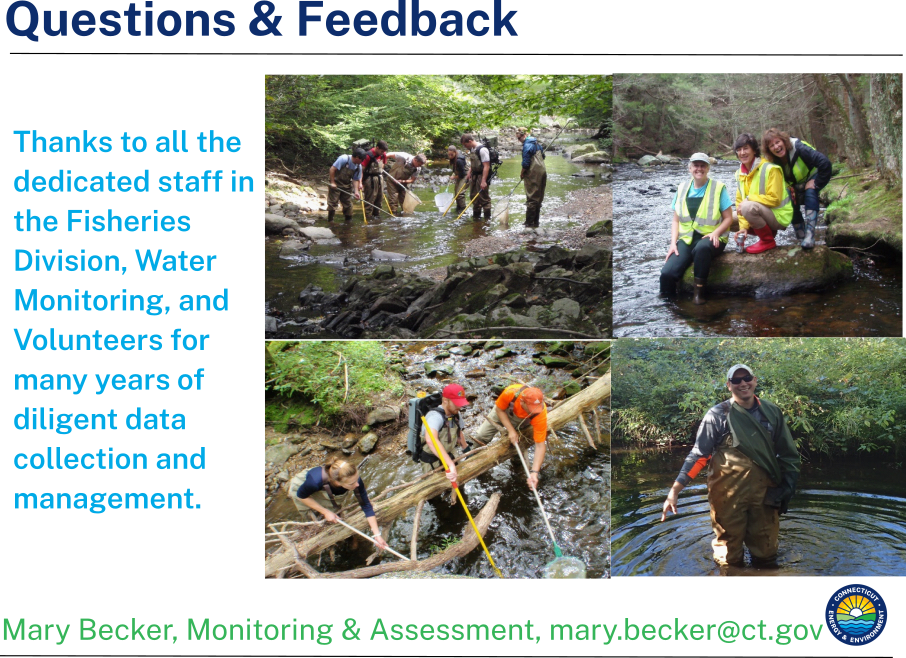 Questions & Feedback
Thanks to all the
dedicated staff in
the Fisheries
Division, Water
Monitoring, and
Volunteers for
many years of
diligent data
collection and
management.
Mary Becker, Monitoring & Assessment, mary.becker@ct.gov
CONNECTICUT
ENERGY & ENVIRONMENT